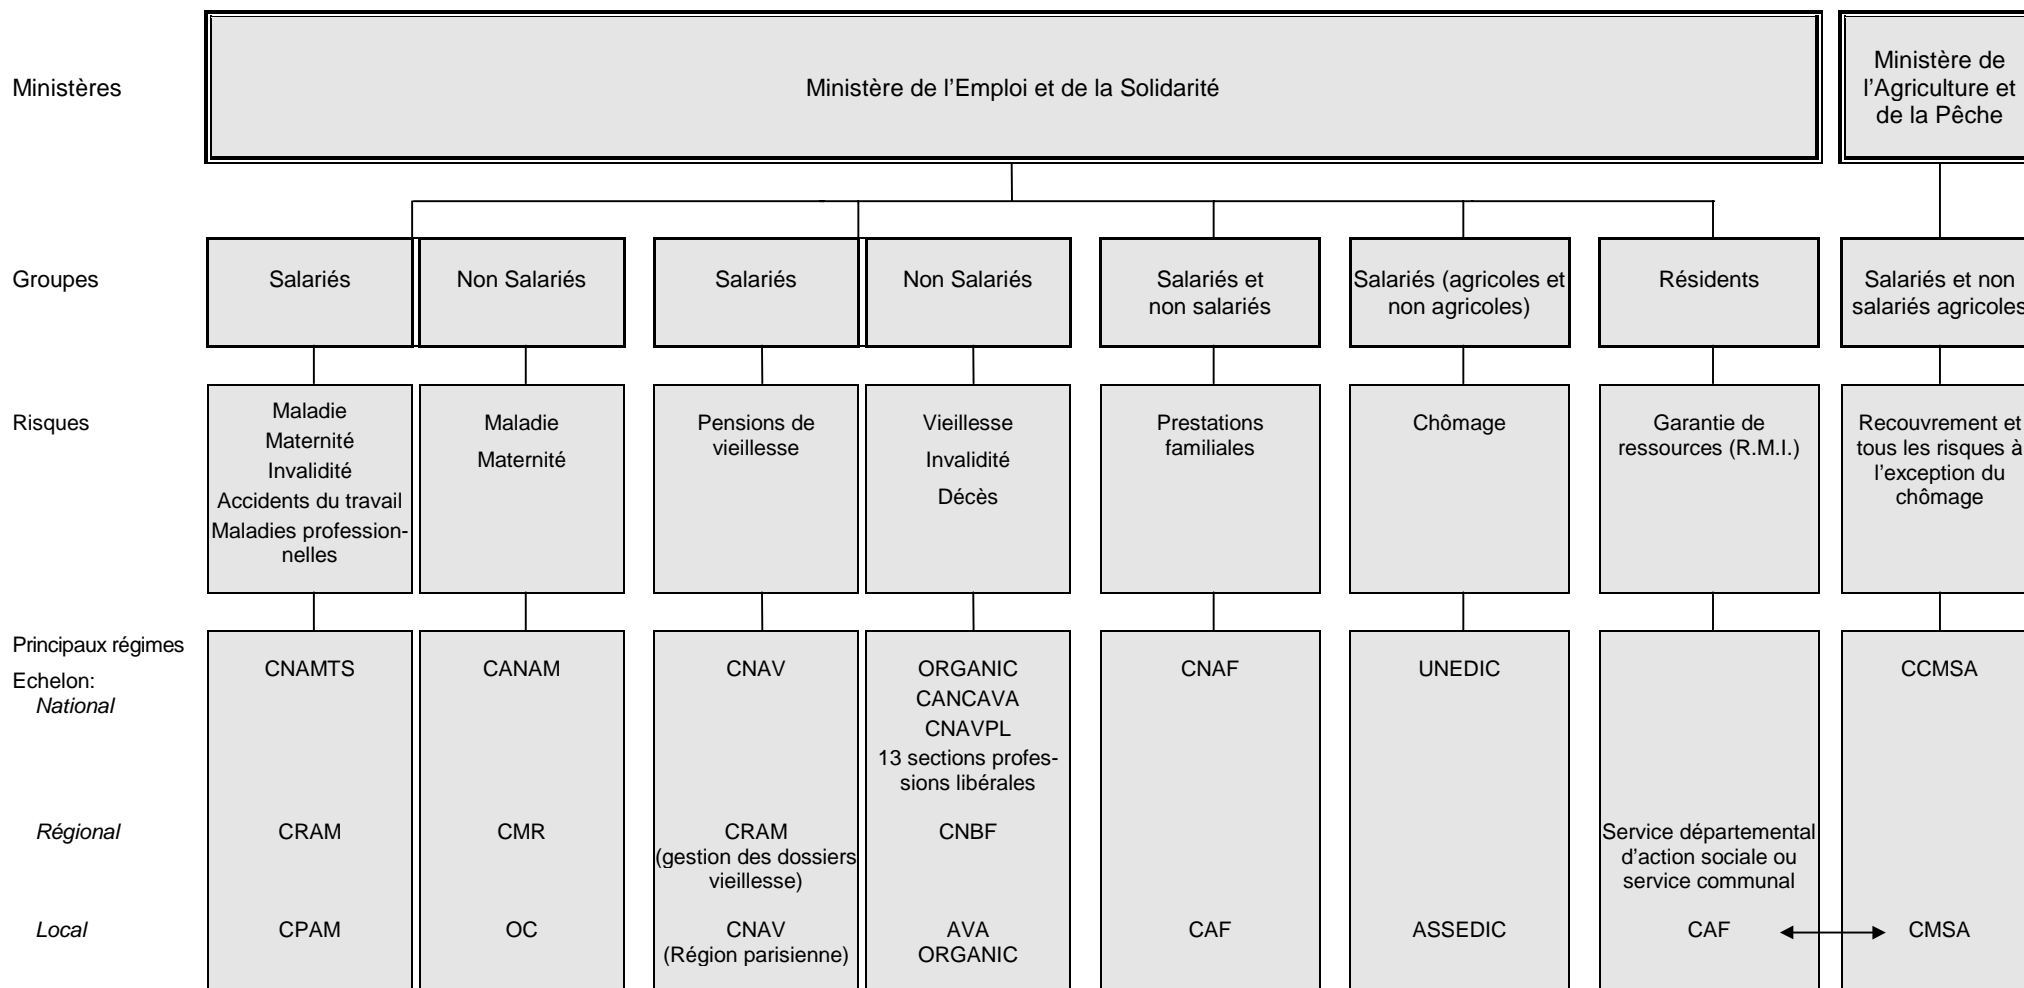 Ministères
Ministère de l’Emploi et de la Solidarité
Ministère de
l’Agriculture et
de la Pêche
Groupes
Salariés
Non Salariés
Salariés
Non Salariés
Salariés et
non salariés
Salariés (agricoles et
non agricoles)
Résidents
Salariés et non
salariés agricoles
Risques
Maladie
Maternité
Invalidité
Accidents du travail
Maladies profession-
nelles
Maladie
Maternité
Pensions de
vieillesse
Vieillesse
Invalidité
Décès
Prestations
familiales
Chômage
Garantie de
ressources (R.M.I.)
Recouvrement et
tous les risques à
l’exception du
chômage
Principaux régimes
Echelon:
National
CNAMTS
CANAM
CNAV
ORGANIC
CANCAVA
CNAVPL
13 sections profes-
sions libérales
CNAF
UNEDIC
CCMSA
Régional
CRAM
CMR
CRAM
(gestion des dossiers
vieillesse)
CNBF
Service départemental
d’action sociale ou
service communal
Local
CPAM
OC
CNAV
(Région parisienne)
AVA
ORGANIC
CAF
ASSEDIC
CAF
CMSA